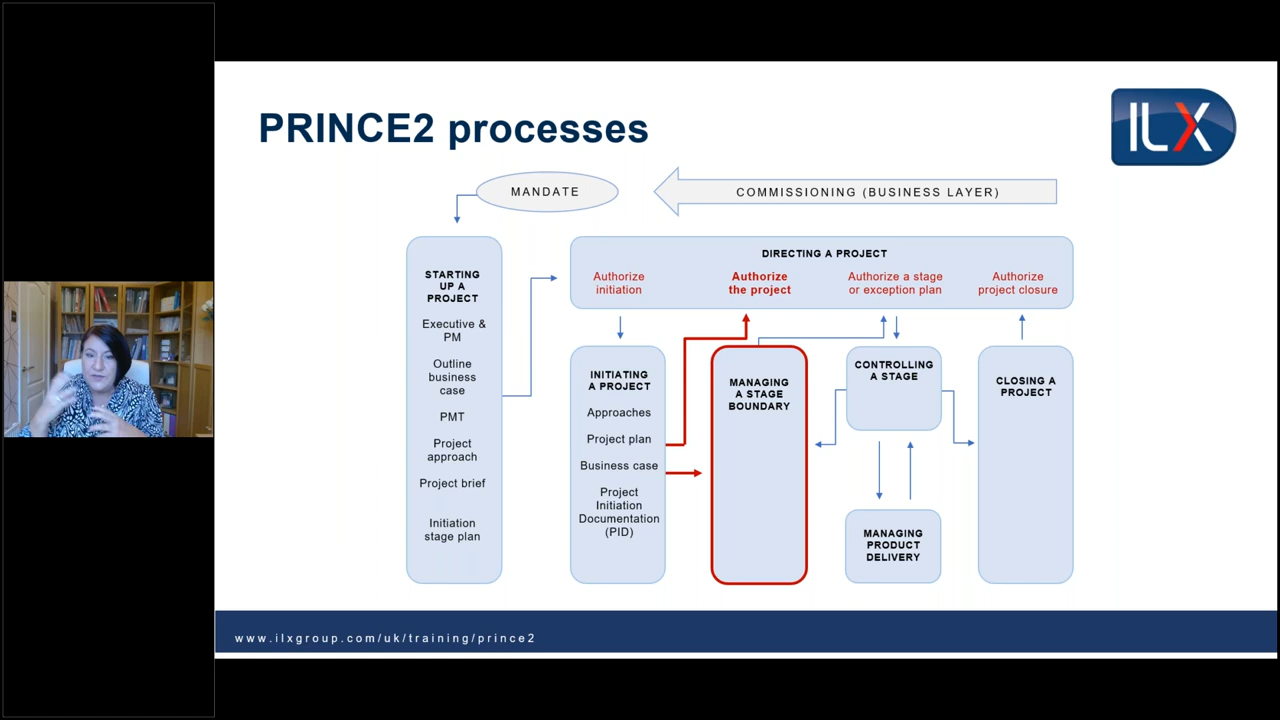 PRINCE2 processes
ILX
MANDATE
COMMISSIONING (BUSINESS LAYER)
STARTING
UP A
PROJECT
Executive &
PM
Outline
business
case
PMT
Project
approach
Project brief
Initiation
stage plan
DIRECTING A PROJECT
Authorize
initiation
Authorize
the project
Authorize a stage
or exception plan
Authorize
project closure
INITIATING
A PROJECT
Approaches
Project plan
Business case
Project
Initiation
Documentation
(PID)
MANAGING
A STAGE
BOUNDARY
CONTROLLING
A STAGE
MANAGING
PRODUCT
DELIVERY
CLOSING A
PROJECT
www.ilxgroup.com/uk/training/prince2